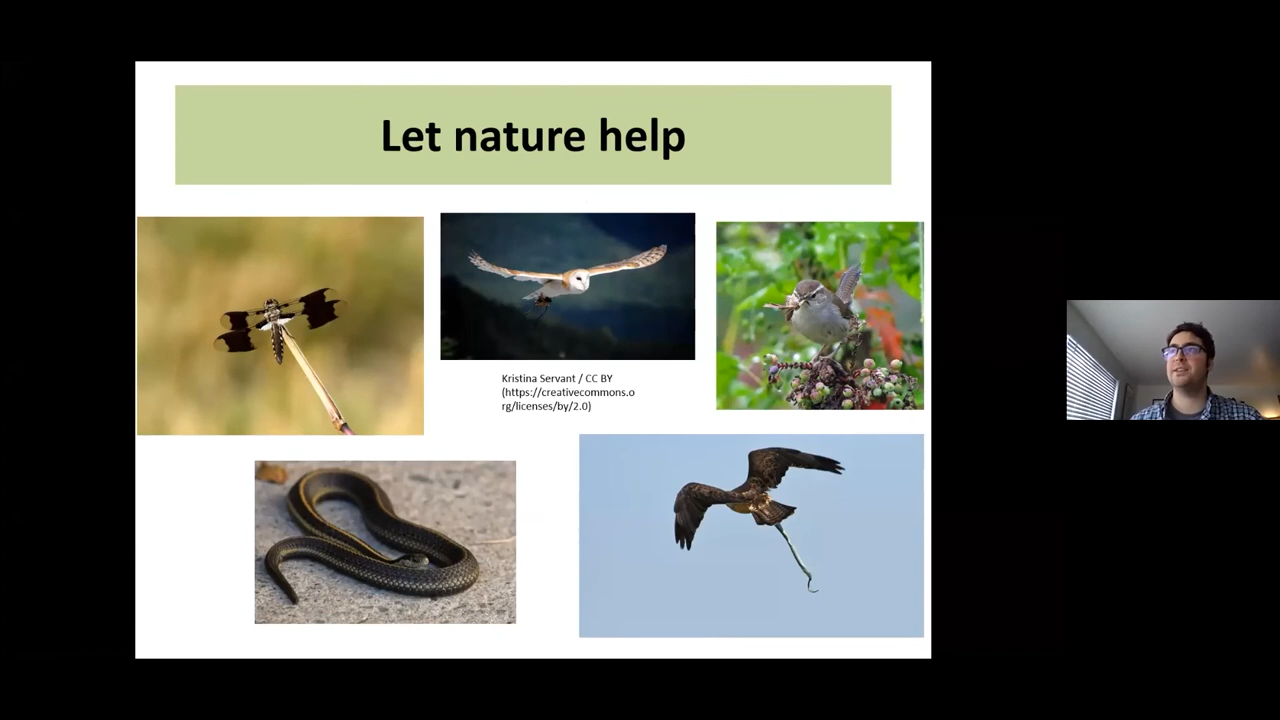 Let nature help
Kristina Servant / CC BY
(https://creativecommons.o
rg/licenses/by/2.0)